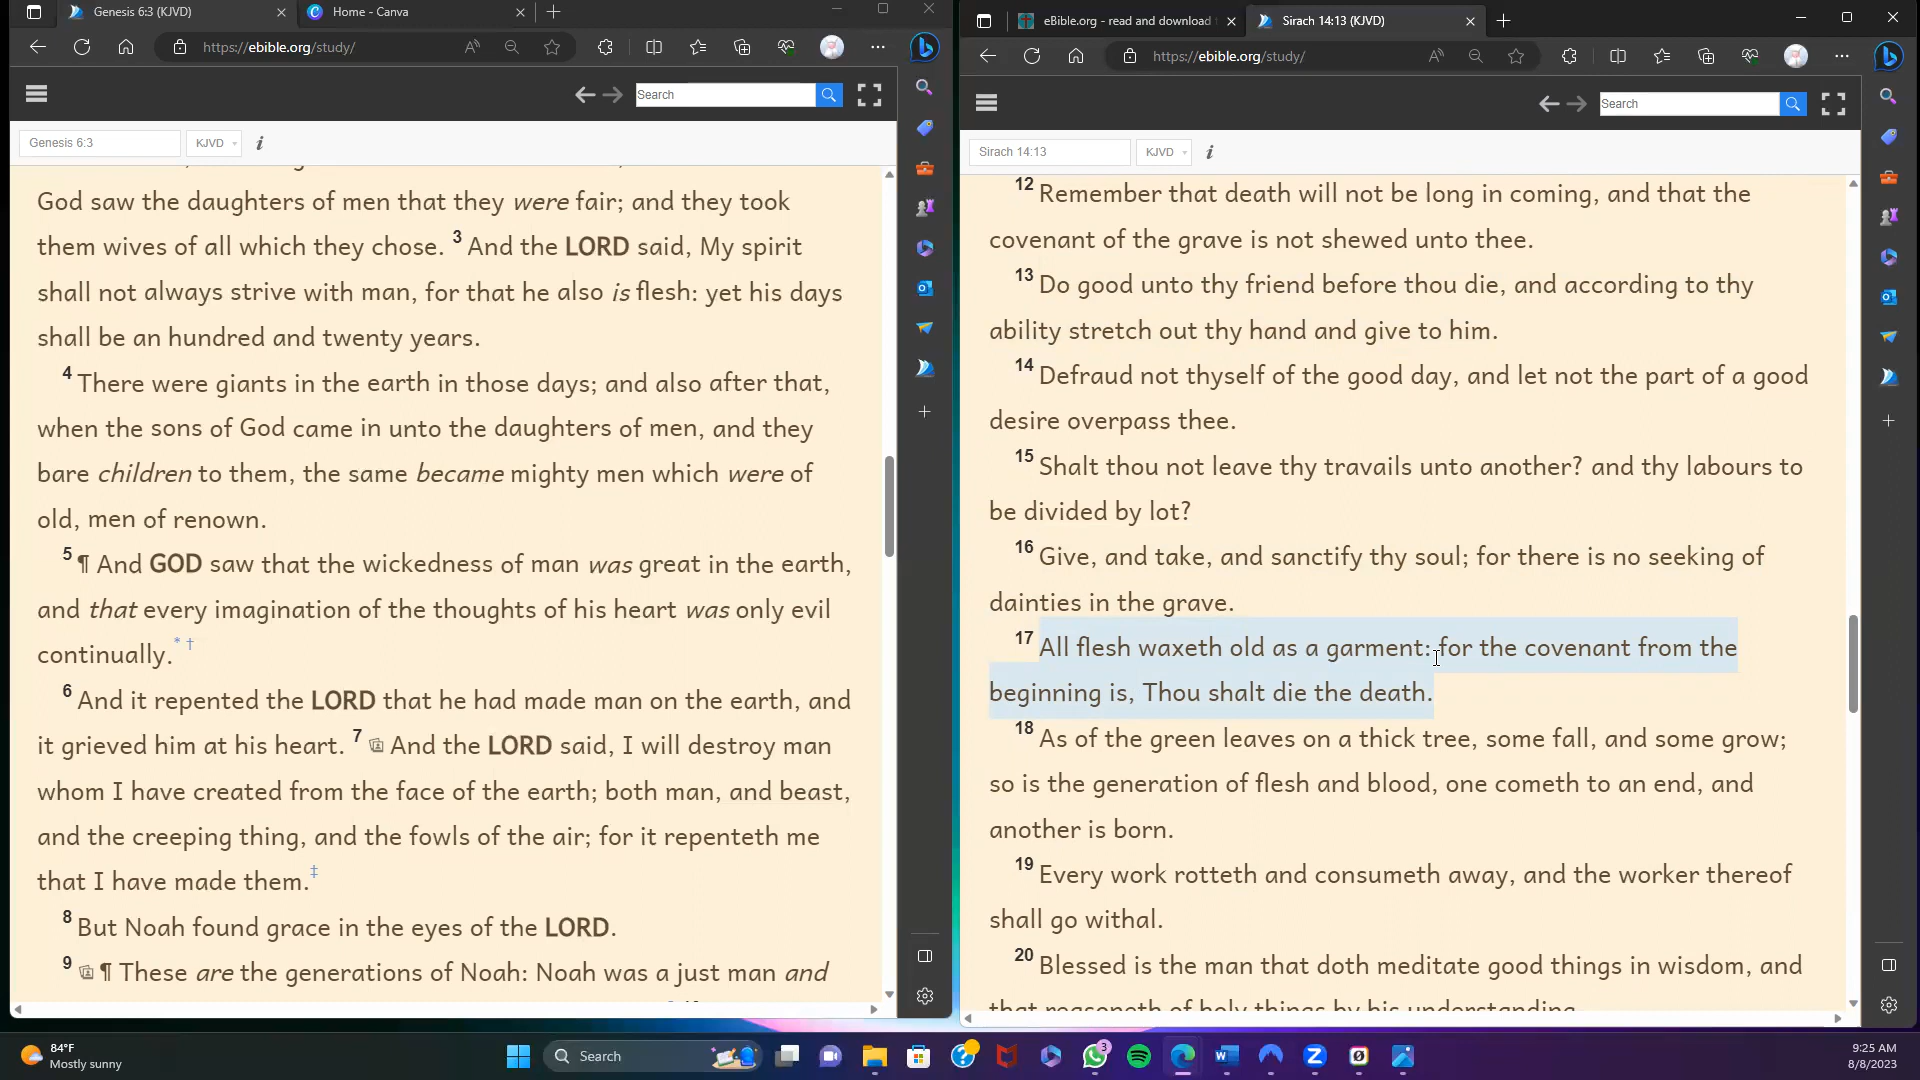 Genesis 6:3 (KJVD)
Home - Canva
https://ebible.org/study/
Search
Genesis 6:3
KJVD
God saw the daughters of men that they were fair; and they took
them wives of all which they chose. 3 And the LORD said, My spirit
shall not always strive with man, for that he also is flesh: yet his days
shall be an hundred and twenty years.
4 There were giants in the earth in those days; and also after that,
when the sons of God came in unto the daughters of men, and they
bare children to them, the same became mighty men which were of
old, men of renown.
5 ¶ And GOD saw that the wickedness of man was great in the earth,
and that every imagination of the thoughts of his heart was only evil
continually. * †
6 And it repented the LORD that he had made man on the earth, and
it grieved him at his heart. 7 And the LORD said, I will destroy man
whom I have created from the face of the earth; both man, and beast,
and the creeping thing, and the fowls of the air; for it repenteth me
that I have made them. ‡
8 But Noah found grace in the eyes of the LORD.
9 ¶ These are the generations of Noah: Noah was a just man and
eBible.org - read and download
Sirach 14:13 (KJVD)
https://ebible.org/study/
Search
Sirach 14:13
KJVD
12 Remember that death will not be long in coming, and that the
covenant of the grave is not shewed unto thee.
13 Do good unto thy friend before thou die, and according to thy
ability stretch out thy hand and give to him.
14 Defraud not thyself of the good day, and let not the part of a good
desire overpass thee.
15 Shalt thou not leave thy travails unto another? and thy labours to
be divided by lot?
16 Give, and take, and sanctify thy soul; for there is no seeking of
dainties in the grave.
17 All flesh waxeth old as a garment: for the covenant from the
beginning is, Thou shalt die the death.
18 As of the green leaves on a thick tree, some fall, and some grow;
so is the generation of flesh and blood, one cometh to an end, and
another is born.
19 Every work rotteth and consumeth away, and the worker thereof
shall go withal.
20 Blessed is the man that doth meditate good things in wisdom, and
that reasoneth of holy things by his understanding.
84°F
Mostly sunny
Search
3
9:25 AM
8/8/2023